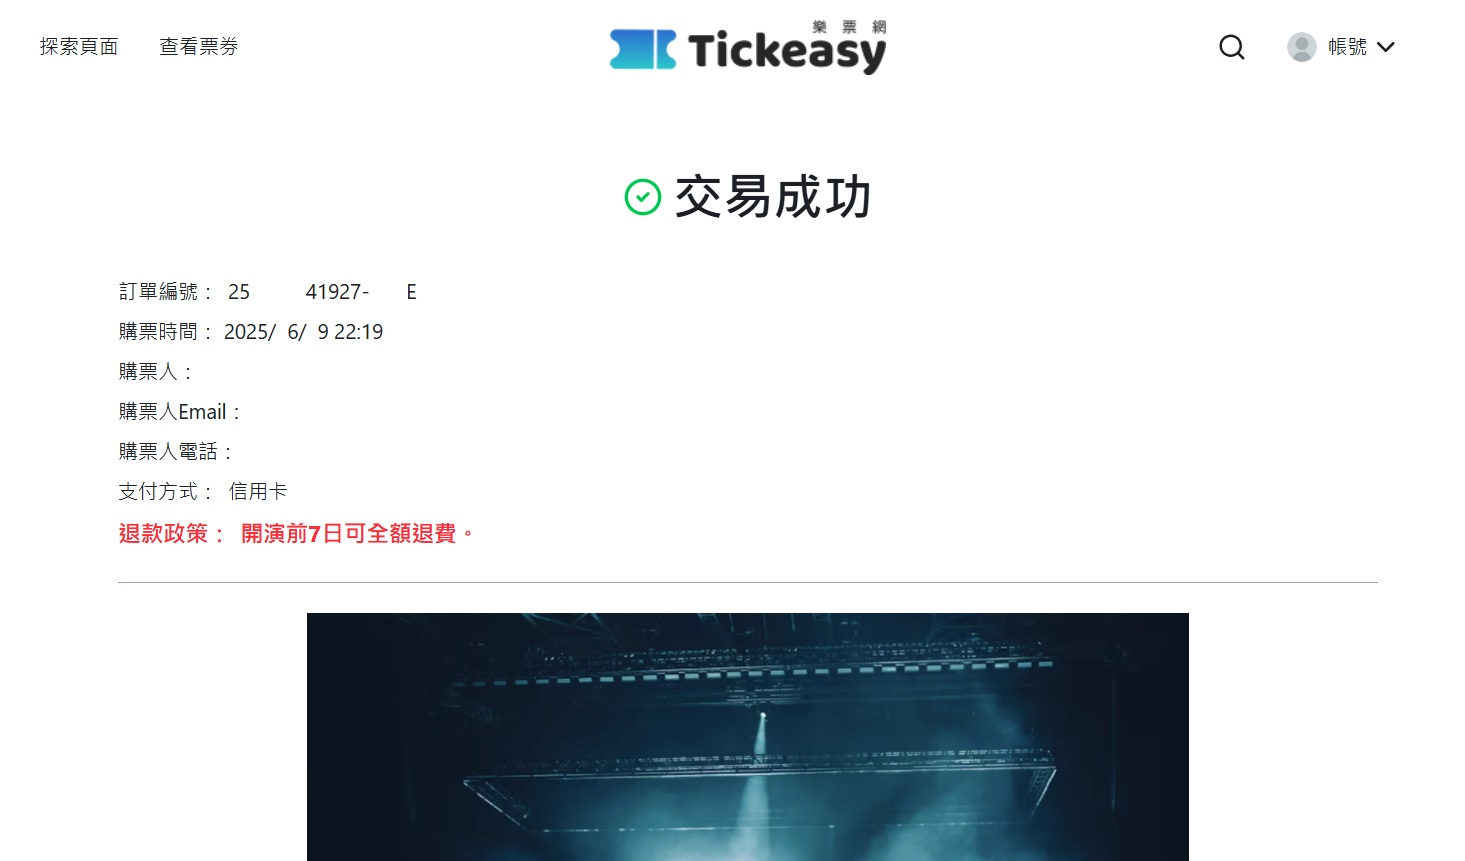 探索頁面
查看票券
樂票網
Tickeasy
帳號
交易成功
訂單編號： 25 41927- E
購票時間： 2025/ 6/ 9 22:19
購票人：
購票人Email：
購票人電話：
支付方式： 信用卡
退款政策： 開演前7日可全額退費。